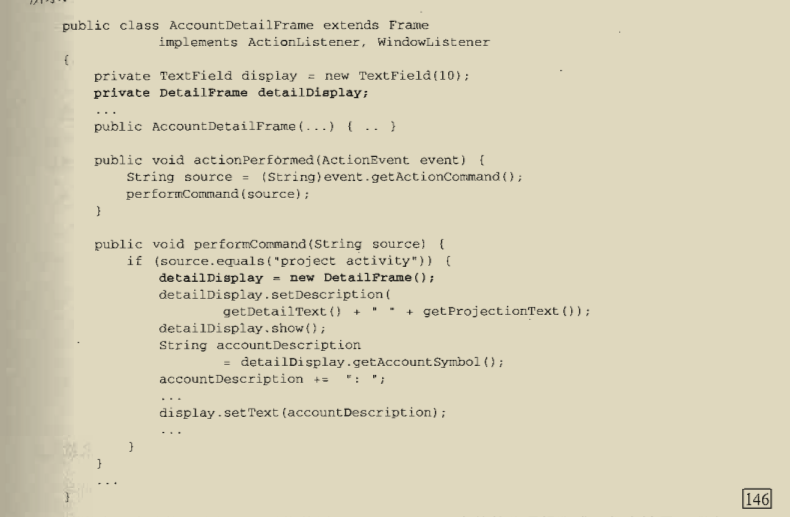 public class AccountDetailFrame extends Frame
implements ActionListener, WindowListener
{
private TextField display = new TextField(10);
private DetailFrame detailDisplay;
...
public AccountDetailFrame(...) { .. }
public void actionPerformed(ActionEvent event) {
String source = (String)event.getActionCommand();
performCommand(source);
}
public void performCommand(String source) {
if (source.equals("project activity")) {
detailDisplay = new DetailFrame();
detailDisplay.setDescription(
getDetailText() + " " + getProjectionText());
detailDisplay.show();
String accountDescription
= detailDisplay.getAccountSymbol();
accountDescription += ": ";
...
display.setText(accountDescription);
...
}
}
...
}
146